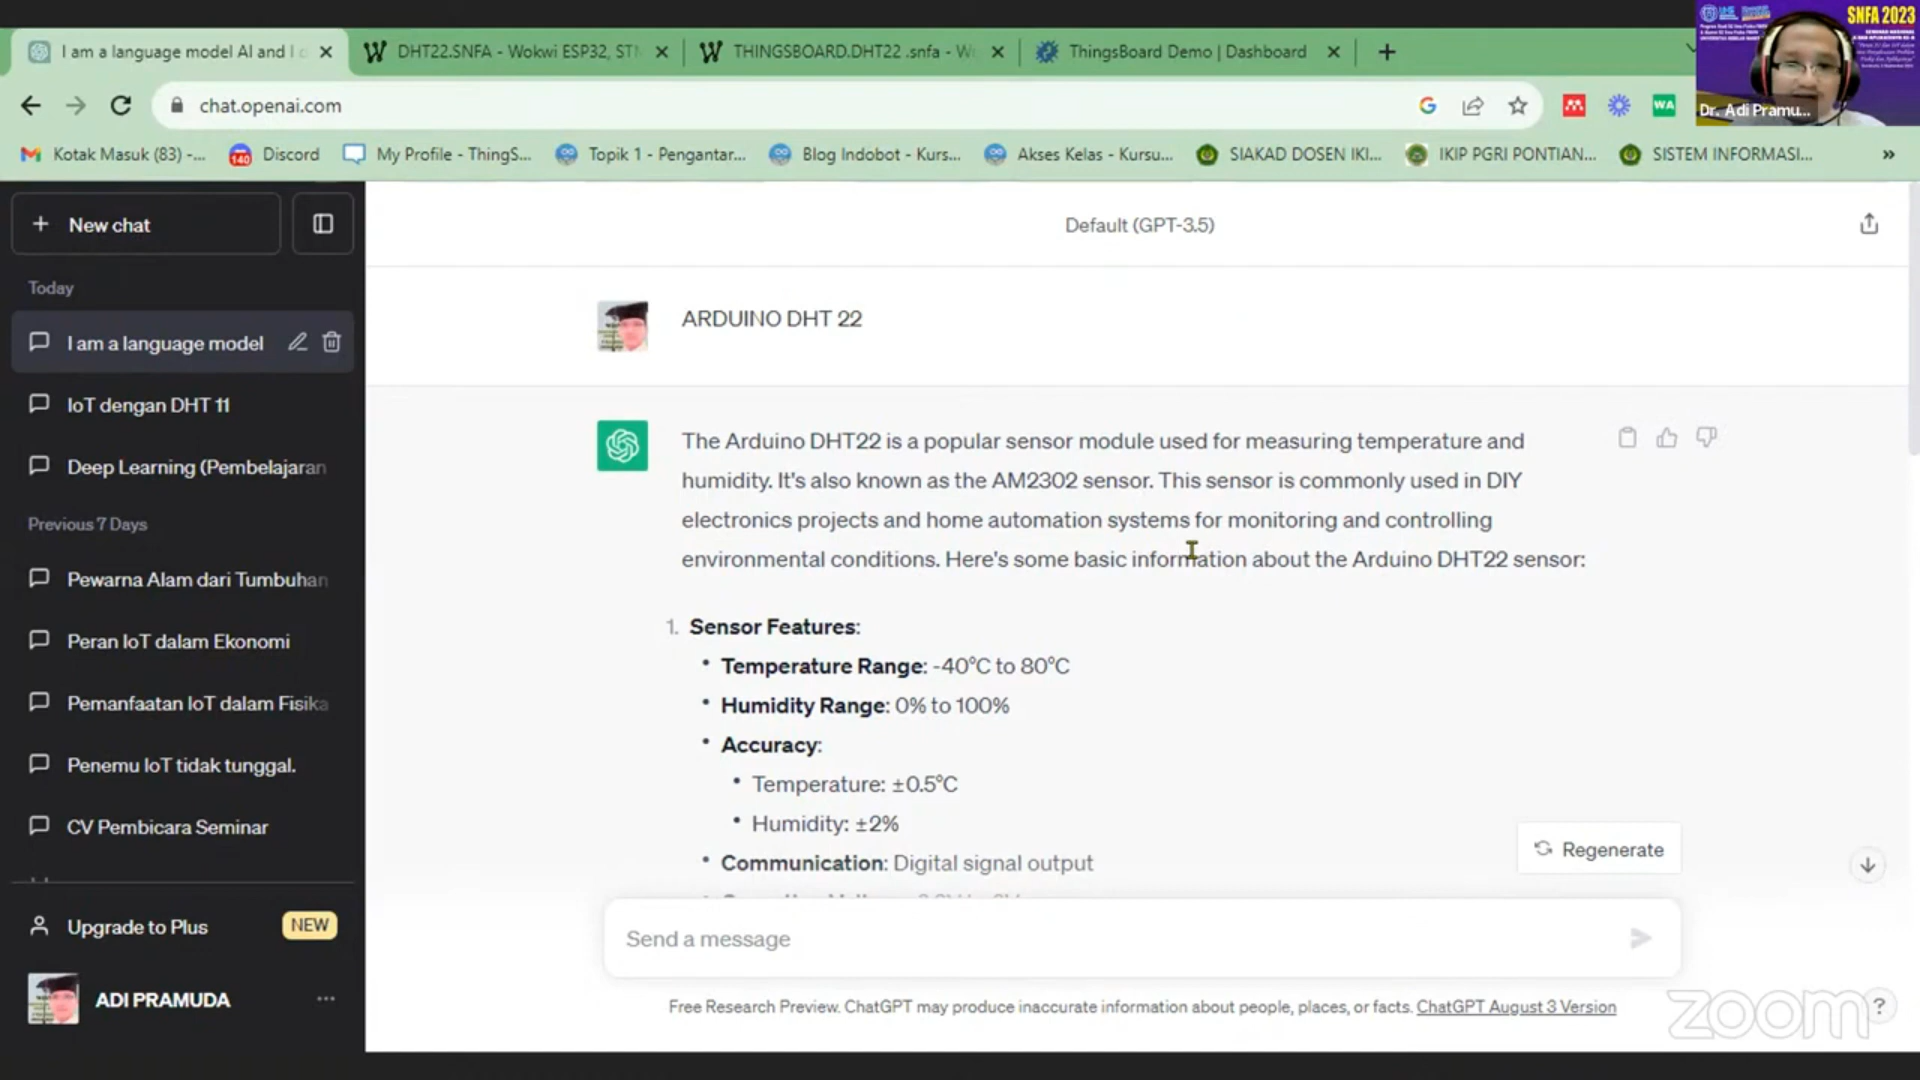 I am a language model AI and I
DHT22.SNFA - Wokwi ESP32, ST
THINGSBOARD.DHT22 .snfa - W
ThingsBoard Demo | Dashboard
SNFA 2023
Dr. Adi Pramu...
chat.openai.com
WA
Kotak Masuk (83) -...
140
Discord
My Profile - ThingS...
Topik 1 - Pengantar...
Blog Indobot - Kurs...
Akses Kelas - Kursu...
SIAKAD DOSEN IKI...
IKIP PGRI PONTIAN...
SISTEM INFORMASI...
New chat
Today
I am a language model
IoT dengan DHT 11
Deep Learning (Pembelajaran
Previous 7 Days
Pewarna Alam dari Tumbuhan
Peran IoT dalam Ekonomi
Pemanfaatan IoT dalam Fisika
Penemu IoT tidak tunggal.
CV Pembicara Seminar
Upgrade to Plus
NEW
ADI PRAMUDA
Default (GPT-3.5)
ARDUINO DHT 22
The Arduino DHT22 is a popular sensor module used for measuring temperature and
humidity. It's also known as the AM2302 sensor. This sensor is commonly used in DIY
electronics projects and home automation systems for monitoring and controlling
environmental conditions. Here's some basic information about the Arduino DHT22 sensor:
1. Sensor Features:
• Temperature Range: -40°C to 80°C
• Humidity Range: 0% to 100%
• Accuracy:
• Temperature: ±0.5°C
• Humidity: ±2%
• Communication: Digital signal output
Regenerate
Send a message
Free Research Preview. ChatGPT may produce inaccurate information about people, places, or facts. ChatGPT August 3 Version
zoom
?